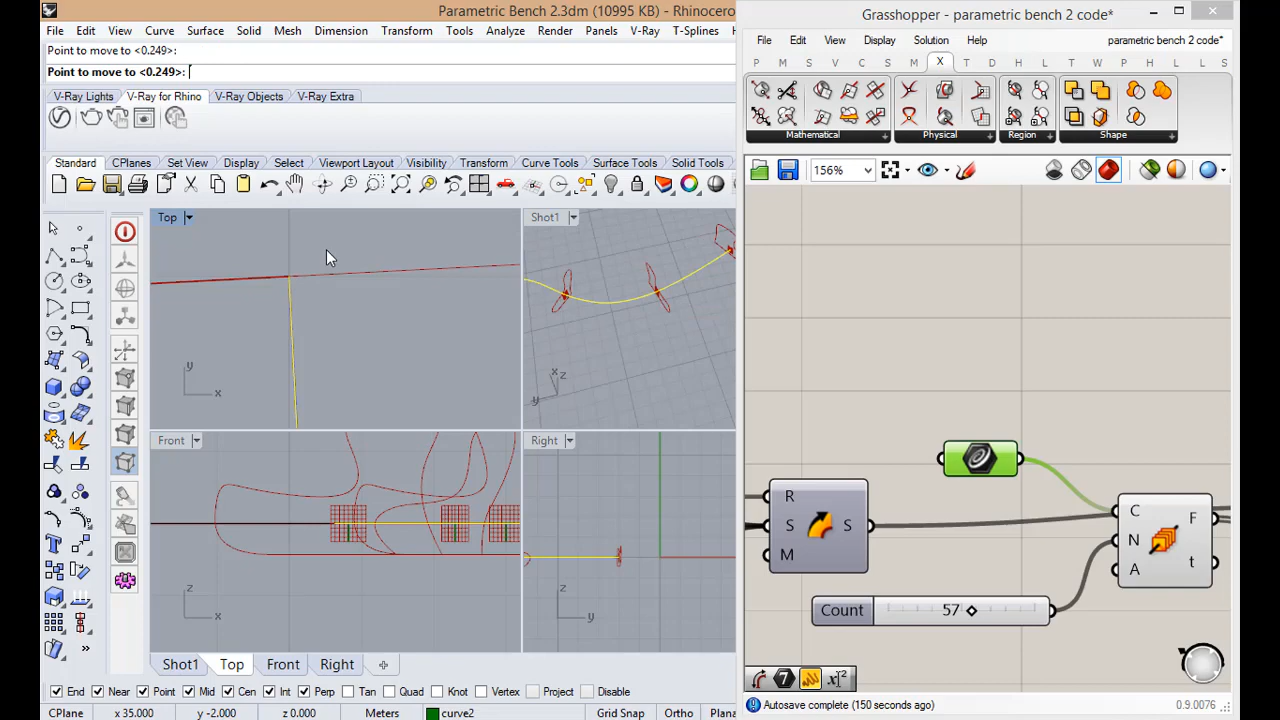 Parametric Bench 2.3dm (10995 KB) - Rhinocero
File Edit View Curve Surface Solid Mesh Dimension Transform Tools Analyze Render Panels V-Ray T-Splines
Point to move to <0.249>:
Point to move to <0.249>:
V-Ray Lights V-Ray for Rhino V-Ray Objects V-Ray Extra
Standard CPlanes Set View Display Select Viewport Layout Visibility Transform Curve Tools Surface Tools Solid Tools
Top
Shot1
y
x
x
z
y
Front
Right
z
x
z
y
Shot1 Top Front Right
End Near Point Mid Cen Int Perp Tan Quad Knot Vertex Project Disable
CPlane x 35.000 y -2.000 z 0.000 Meters curve2 Grid Snap Ortho Plana
Grasshopper - parametric bench 2 code*
File Edit View Display Solution Help parametric bench 2 code*
P M S V C S M X T D H L T W P H E L S
Mathematical Physical Region Shape
156%
R
S
M
S
C
N
A
F
t
Count 57
Autosave complete (150 seconds ago) 0.9.0076